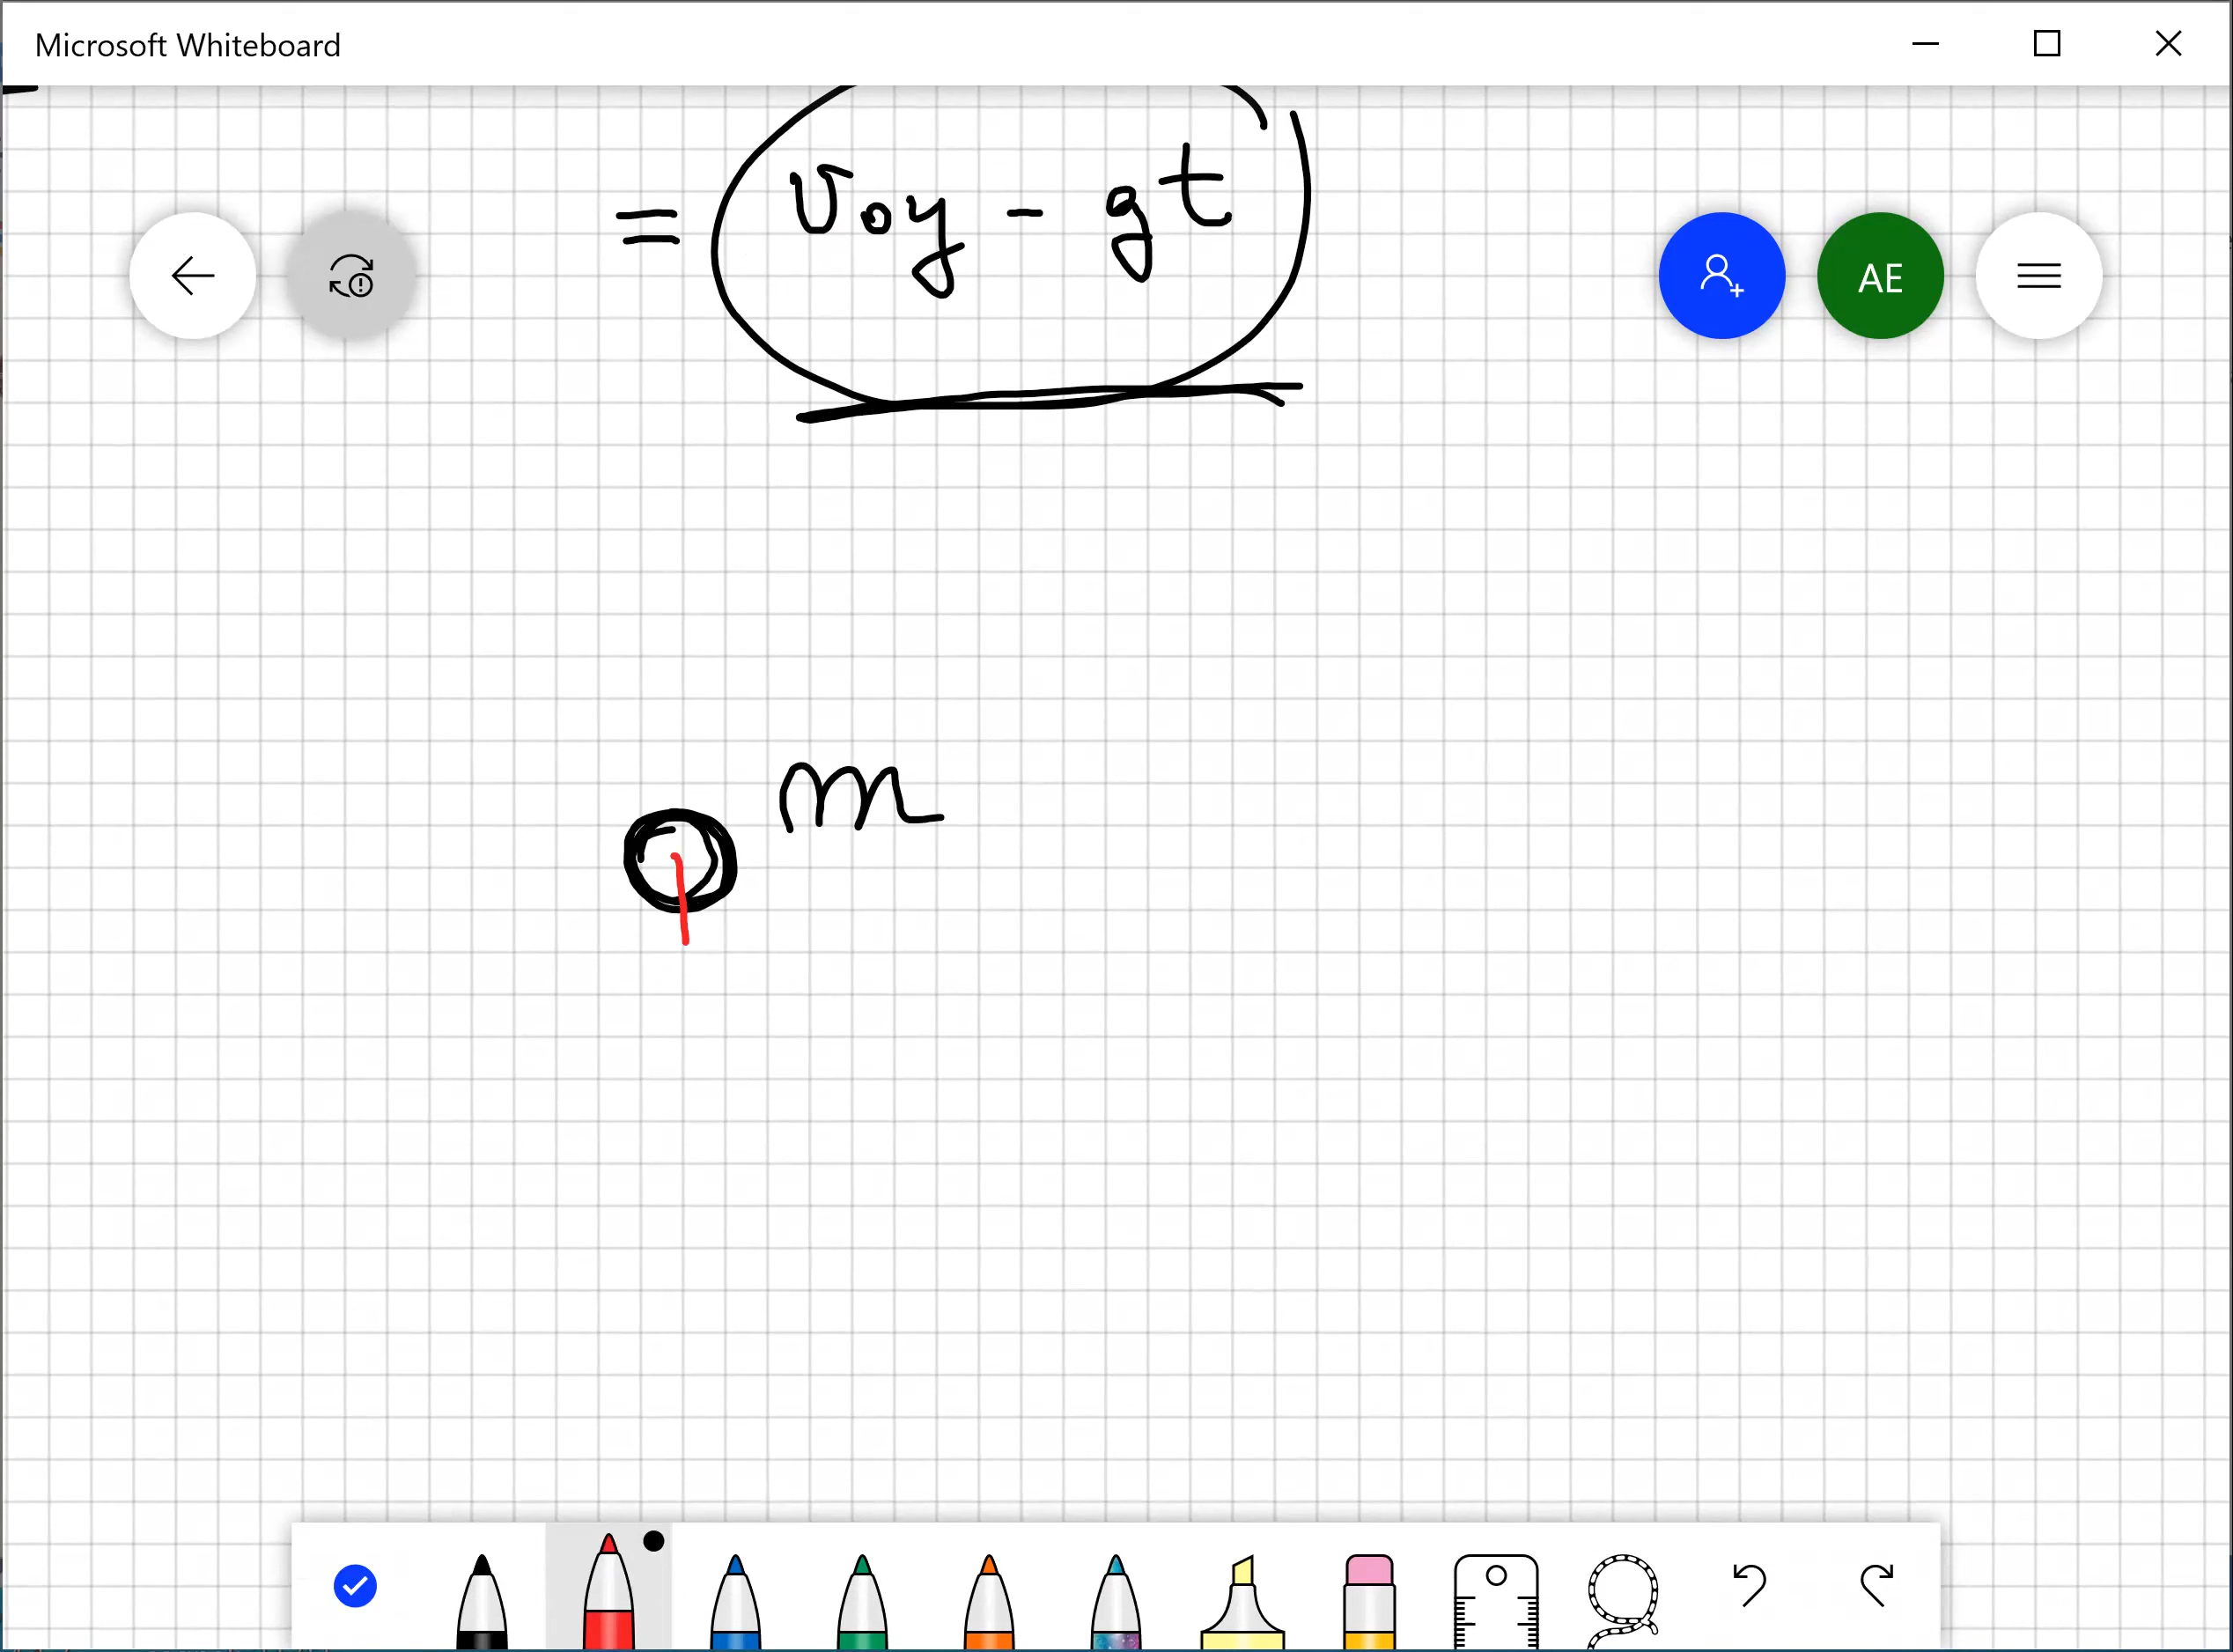 Microsoft Whiteboard
= v₀y - gt
AE
m